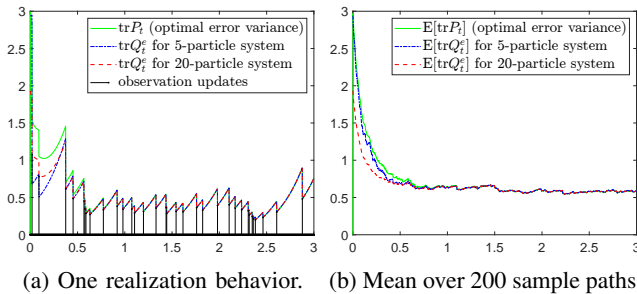 3
2.5
2
1.5
1
0.5
0
0 0.5 1 1.5 2 2.5 3
trP_t (optimal error variance)
trQ_t^e for 5-particle system
trQ_t^e for 20-particle system
observation updates
(a) One realization behavior.
3
2.5
2
1.5
1
0.5
0
0 0.5 1 1.5 2 2.5 3
E[trP_t] (optimal error variance)
E[trQ_t^e] for 5-particle system
E[trQ_t^e] for 20-particle system
(b) Mean over 200 sample paths